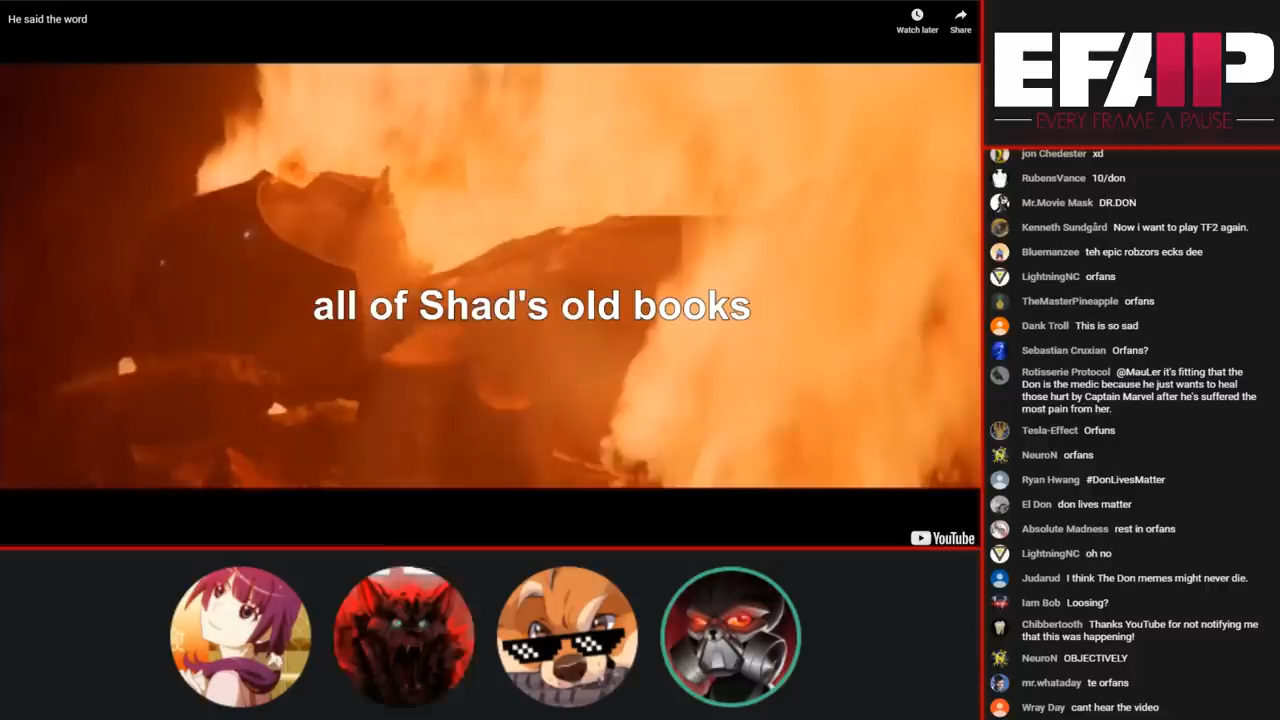 He said the word
Watch later
Share
all of Shad's old books
YouTube
EFAP
EVERY FRAME A PAUSE
jon Chedester xd
RubensVance 10/don
Mr.Movie Mask DR.DON
Kenneth Sundgård Now i want to play TF2 again.
Bluemanzee teh epic robzors ecks dee
LightningNC orfans
TheMasterPineapple orfans
Dank Troll This is so sad
Sebastian Cruxian Orfans?
Rotisserie Protocol @MauLer it's fitting that the
Don is the medic because he just wants to heal
those hurt by Captain Marvel after he's suffered the
most pain from her.
Tesla-Effect Orfuns
NeuroN orfans
Ryan Hwang #DonLivesMatter
El Don don lives matter
Absolute Madness rest in orfans
LightningNC oh no
Judarud I think The Don memes might never die.
Iam Bob Loosing?
Chibbertooth Thanks YouTube for not notifying me
that this was happening!
NeuroN OBJECTIVELY
mr.whataday te orfans
Wray Day cant hear the video